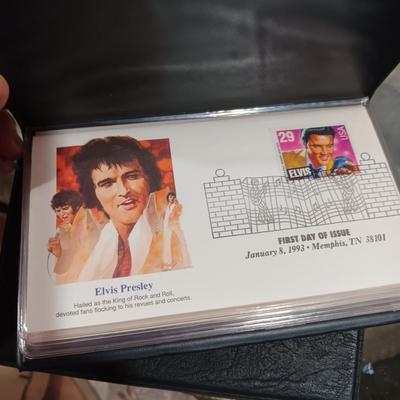 29
USA
ELVIS
FIRST DAY OF ISSUE
January 8, 1993 • Memphis, TN 38101
Elvis Presley
Hailed as the King of Rock and Roll,
devoted fans flocking to his revues and concerts.